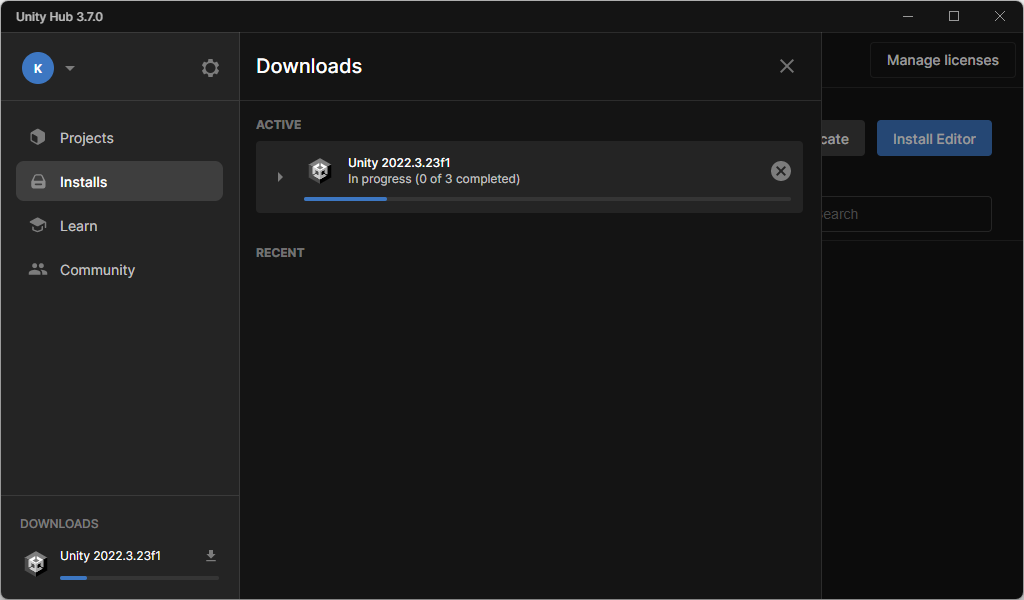 Unity Hub 3.7.0
K
Projects
Installs
Learn
Community
DOWNLOADS
Unity 2022.3.23f1
Downloads
ACTIVE
Unity 2022.3.23f1
In progress (0 of 3 completed)
RECENT
Manage licenses
cate
Install Editor
Search